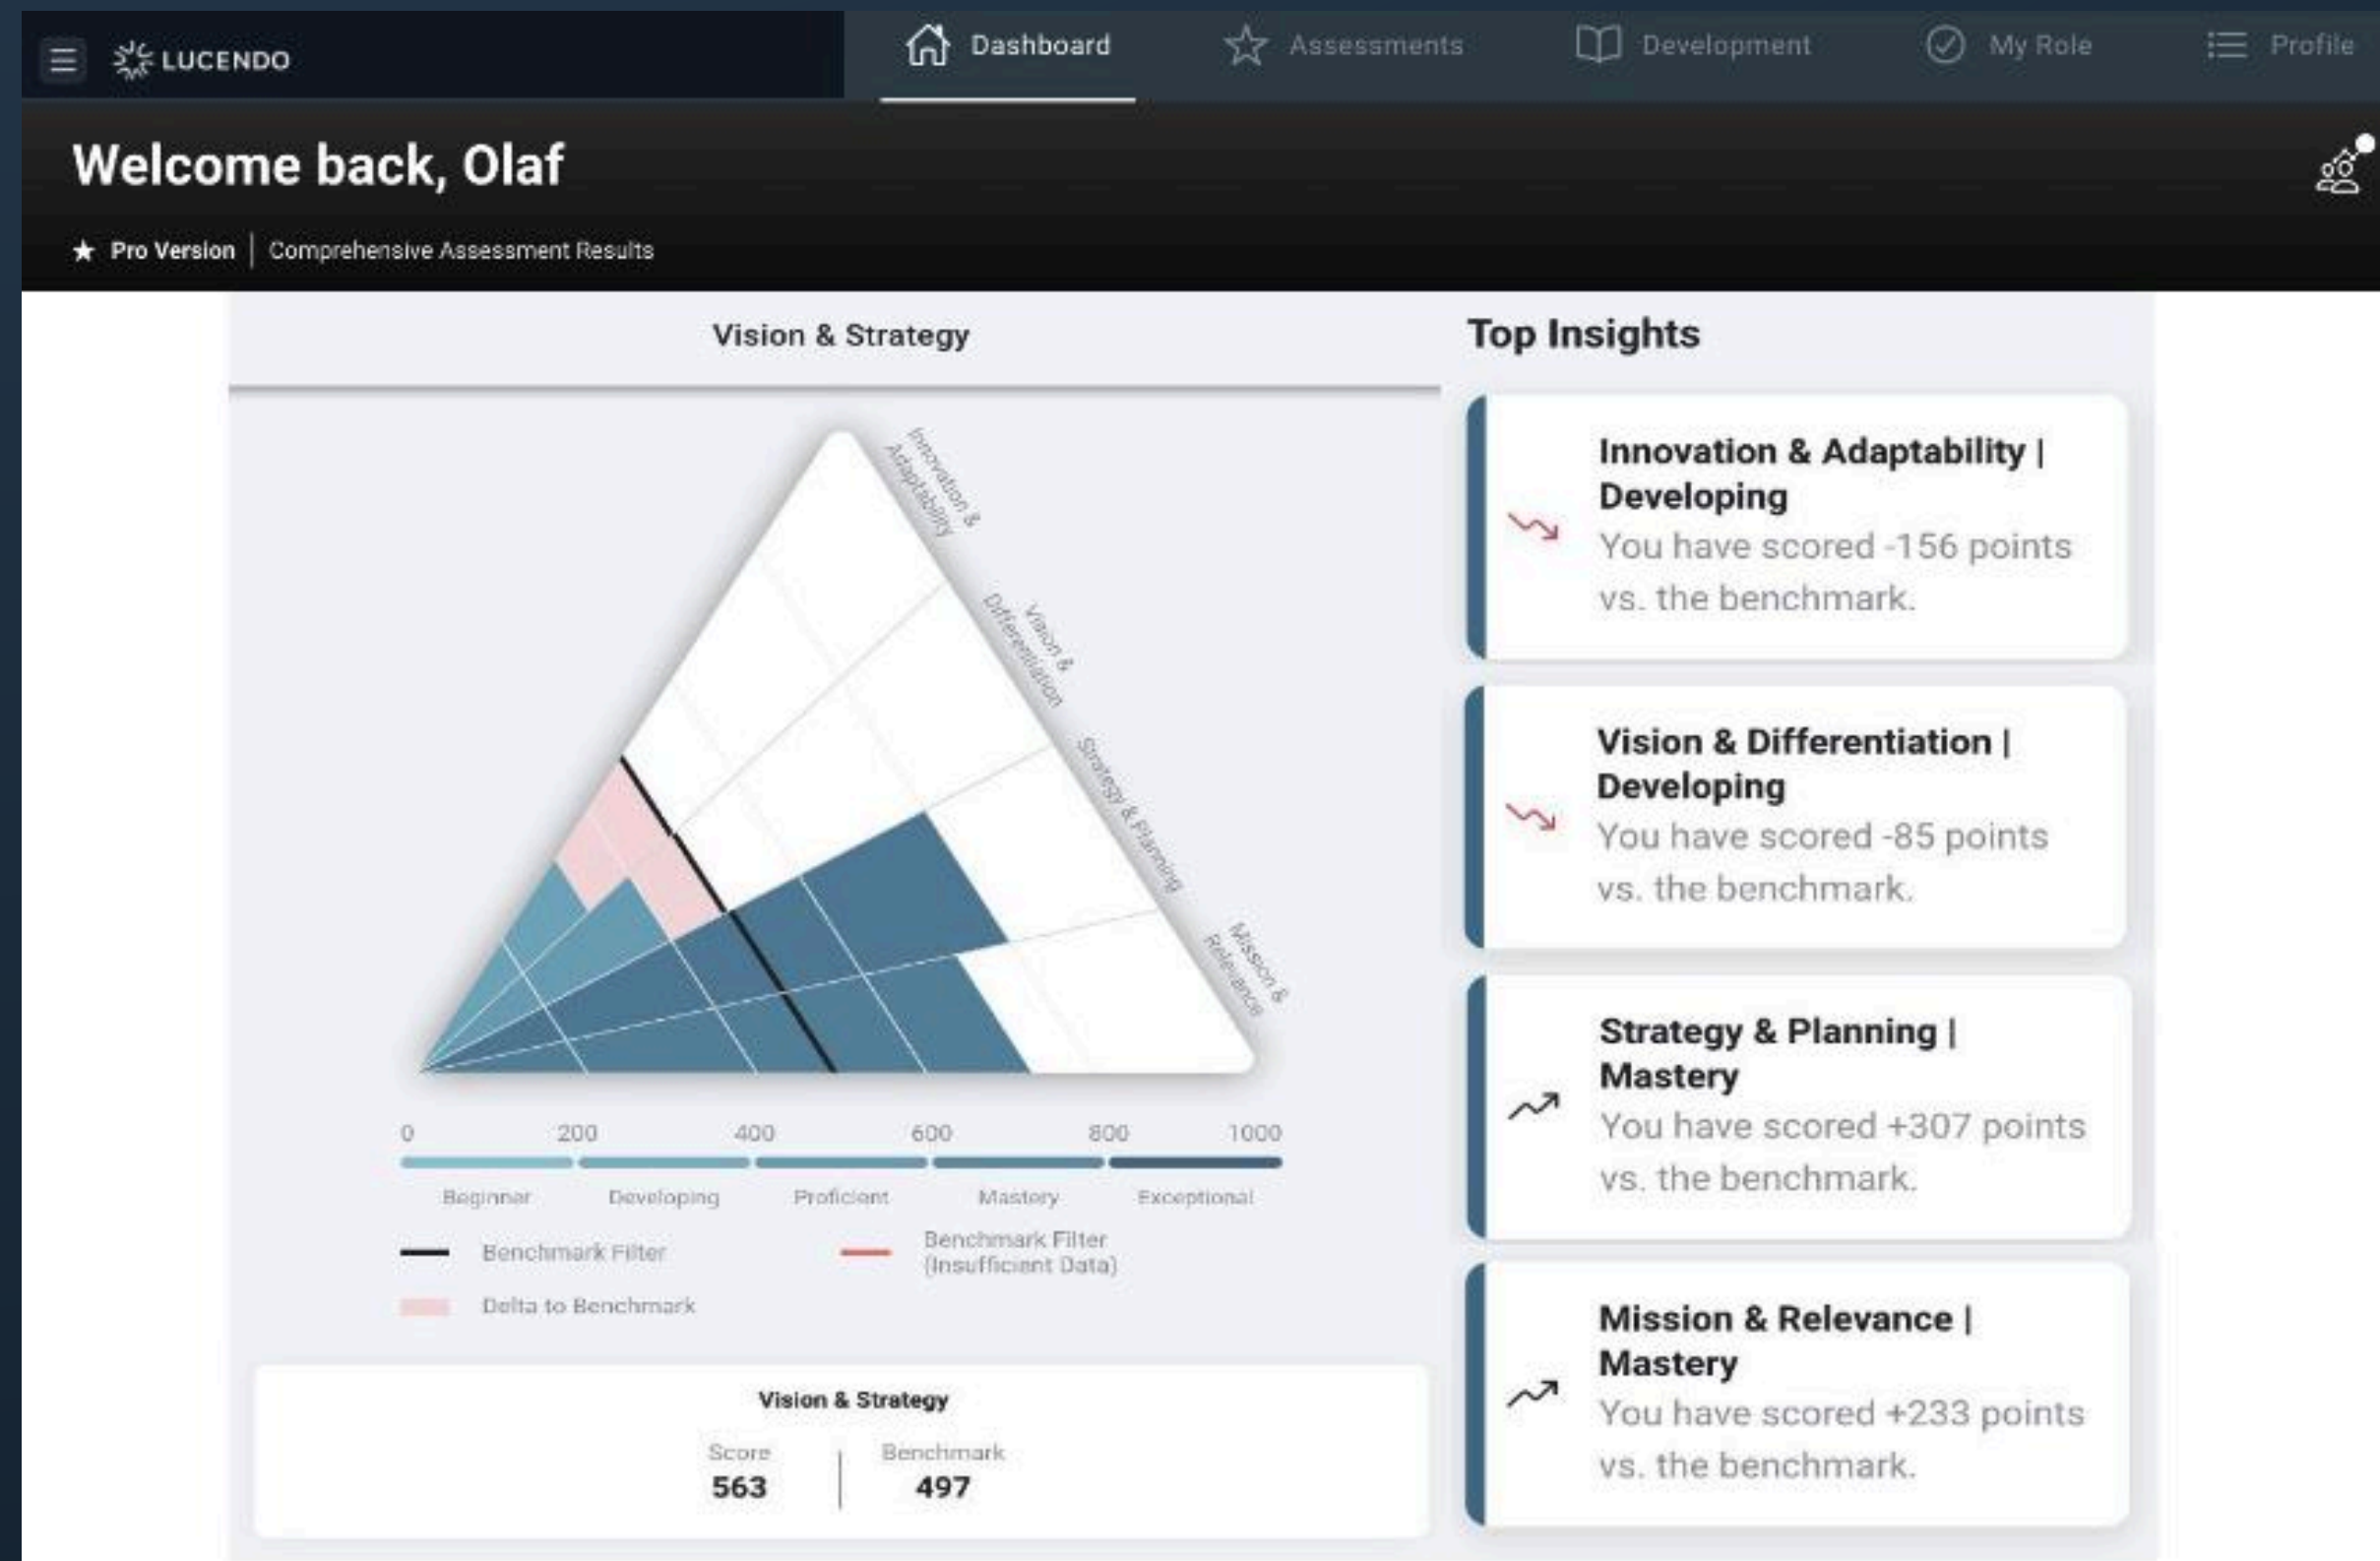 LUCENDO
Dashboard
Assessments
Development
My Role
Profile
Welcome back, Olaf
Pro Version | Comprehensive Assessment Results
Vision & Strategy
Innovation &
Adaptability
Vision &
Differentiation
Strategy & Planning
Mission &
Relevance
0 200 400 600 800 1000
Beginner Developing Proficient Mastery Exceptional
Benchmark Filter
Benchmark Filter
(Insufficient Data)
Delta to Benchmark
Vision & Strategy
Score
563
Benchmark
497
Top Insights
Innovation & Adaptability |
Developing
You have scored -156 points
vs. the benchmark.
Vision & Differentiation |
Developing
You have scored -85 points
vs. the benchmark.
Strategy & Planning |
Mastery
You have scored +307 points
vs. the benchmark.
Mission & Relevance |
Mastery
You have scored +233 points
vs. the benchmark.